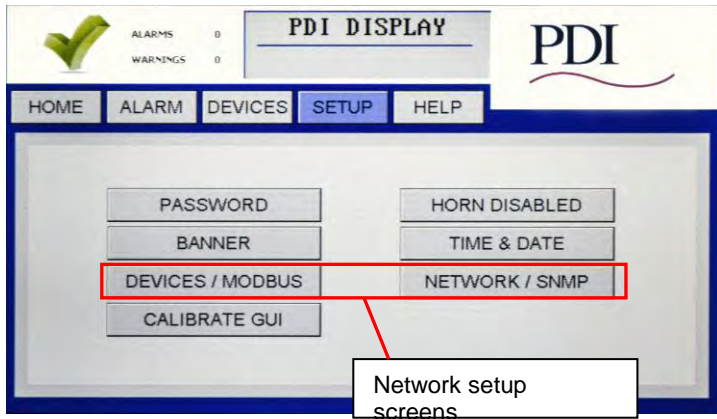 ALARMS 0
WARNINGS 0
PDI DISPLAY
PDI
HOME ALARM DEVICES SETUP HELP
PASSWORD HORN DISABLED
BANNER TIME & DATE
DEVICES / MODBUS NETWORK / SNMP
CALIBRATE GUI
Network setup
screens